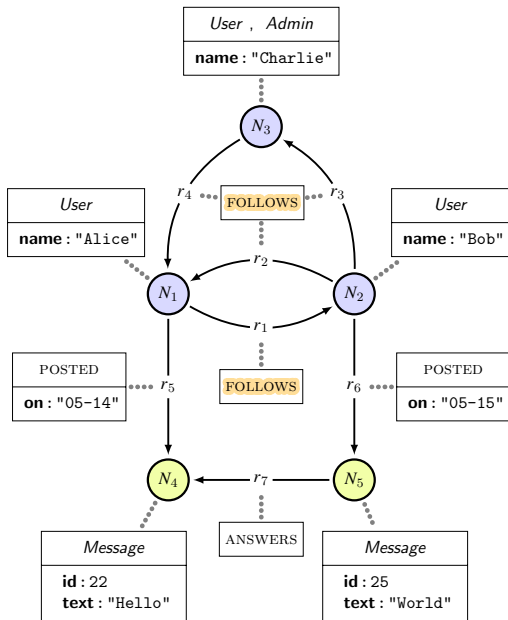 User , Admin
name : "Charlie"
N3
r4
FOLLOWS
r3
User
name : "Alice"
User
name : "Bob"
r2
N1
N2
r1
POSTED
on : "05-14"
r5
FOLLOWS
r6
POSTED
on : "05-15"
N4
r7
N5
Message
id : 22
text : "Hello"
ANSWERS
Message
id : 25
text : "World"